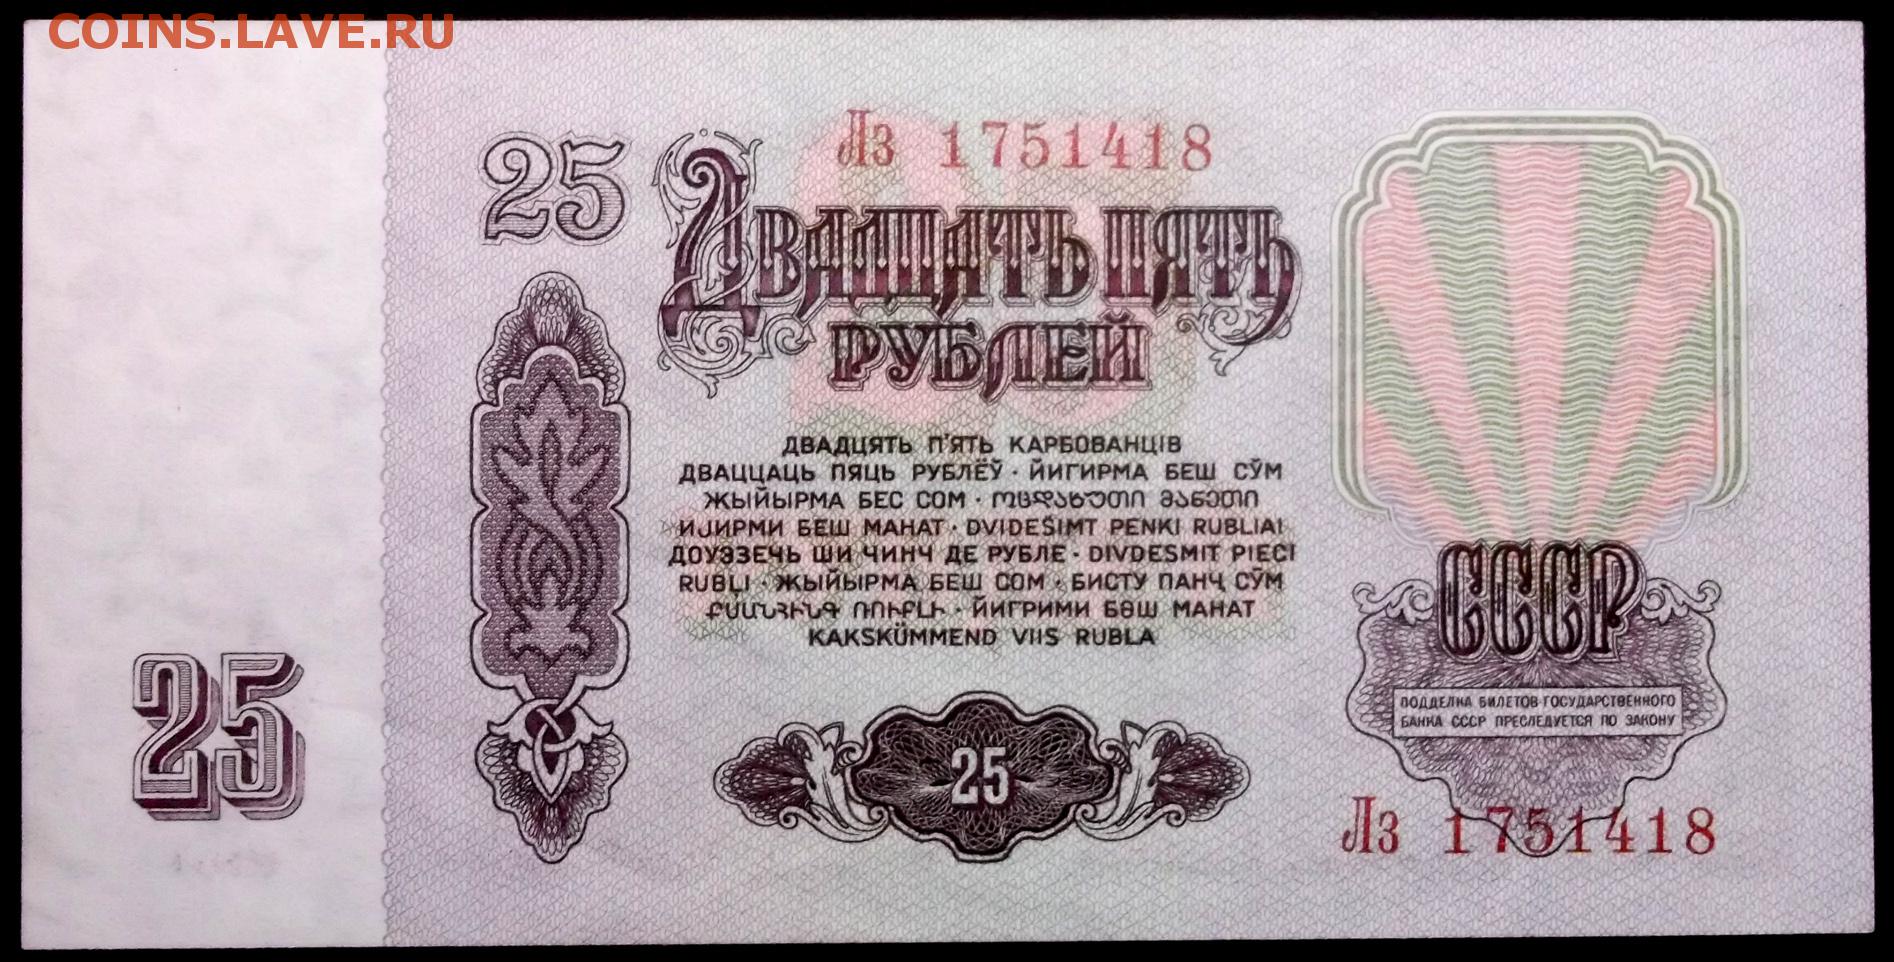 COINS.LAVE.RU
Лз 1751418
25
Двадцать пять
рублей
ДВАДЦЯТЬ П'ЯТЬ КАРБОВАНЦІВ
ДВАЦЦАЦЬ ПЯЦЬ РУБЛЁЎ · ЙИГИРМА БЕШ СЎМ
ЖЫЙЫРМА БЕС СОМ · ოცდახუთი მანეთი
ИЈИРМИ БЕШ МАНАТ · DVIDEŠIMT PENKI RUBLIAI
ДОУЭЗЕЧЬ ШИ ЧИНЧ ДЕ РУБЛЕ · DIVDESMIT PIECI
RUBĻI · ЖЫЙЫРМА БЕШ СОМ · БИСТУ ПАНҶ СЎМ
ՔՍԱՆՀԻՆԳ ՌՈՒԲԼԻ · ЙИГРИМИ БӘШ МАНАТ
KAKSKÜMMEND VIIS RUBLA
СССР
ПОДДЕЛКА БИЛЕТОВ ГОСУДАРСТВЕННОГО
БАНКА СССР ПРЕСЛЕДУЕТСЯ ПО ЗАКОНУ
25
25
Лз 1751418